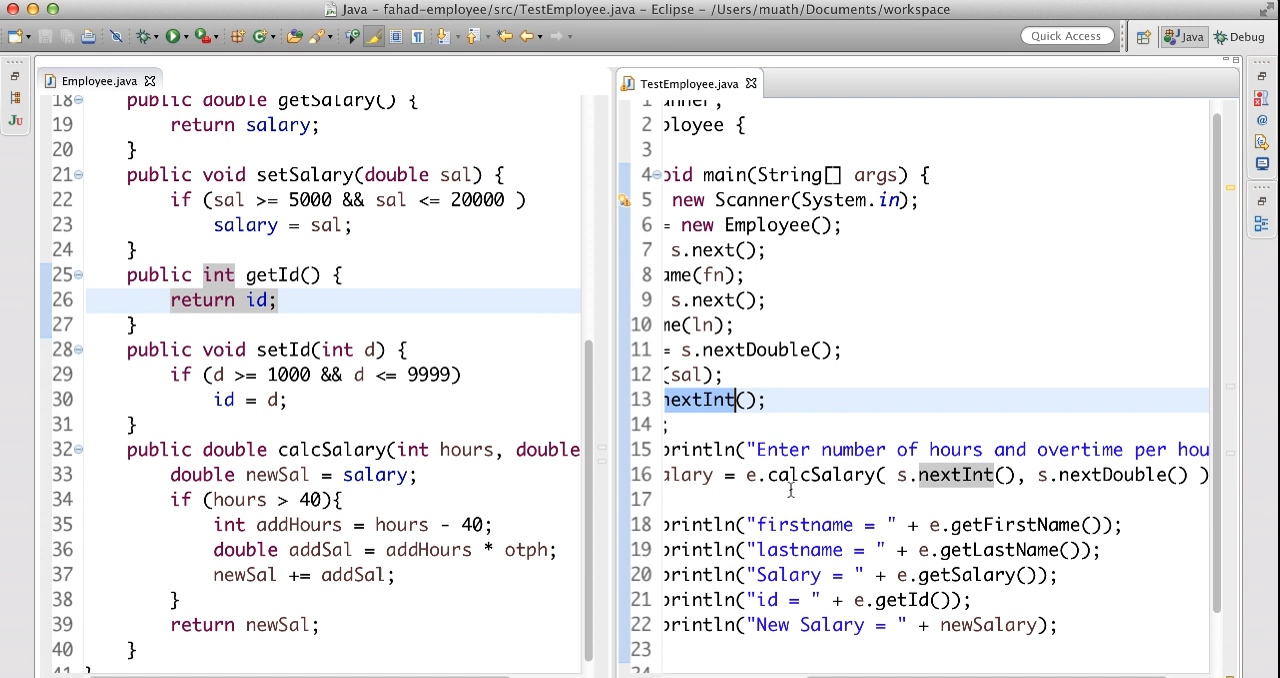 Java - fahad-employee/src/TestEmployee.java - Eclipse - /Users/muath/Documents/workspace
Quick Access
Java
Debug
Employee.java
18 public double getSalary() {
19 return salary;
20 }
21 public void setSalary(double sal) {
22 if (sal >= 5000 && sal <= 20000 )
23 salary = sal;
24 }
25 public int getId() {
26 return id;
27 }
28 public void setId(int d) {
29 if (d >= 1000 && d <= 9999)
30 id = d;
31 }
32 public double calcSalary(int hours, double
33 double newSal = salary;
34 if (hours > 40){
35 int addHours = hours - 40;
36 double addSal = addHours * otph;
37 newSal += addSal;
38 }
39 return newSal;
40 }
41 }
TestEmployee.java
1 anner;
2 ployee {
3
4 oid main(String[] args) {
5 new Scanner(System.in);
6 = new Employee();
7 s.next();
8 ame(fn);
9 s.next();
10 me(ln);
11 = s.nextDouble();
12 (sal);
13 nextInt();
14 ;
15 println("Enter number of hours and overtime per hou
16 alary = e.calcSalary( s.nextInt(), s.nextDouble() )
17
18 println("firstname = " + e.getFirstName());
19 println("lastname = " + e.getLastName());
20 println("Salary = " + e.getSalary());
21 println("id = " + e.getId());
22 println("New Salary = " + newSalary);
23
24